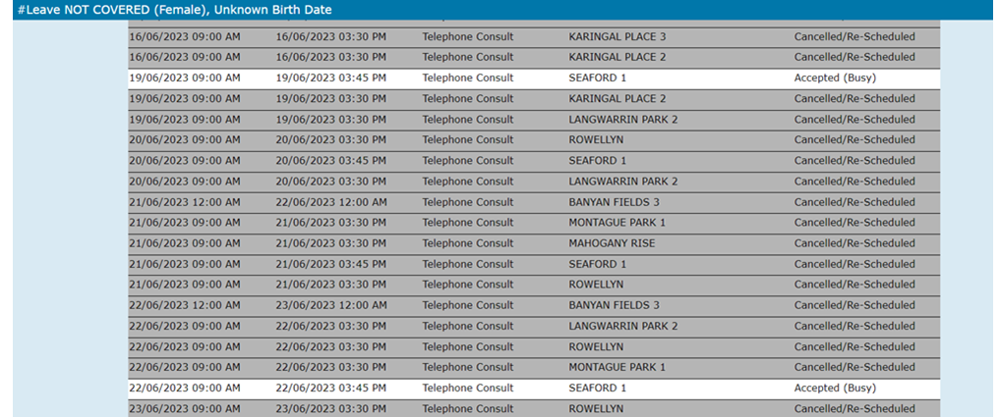 #Leave NOT COVERED (Female), Unknown Birth Date
16/06/2023 09:00 AM 16/06/2023 03:30 PM Telephone Consult KARINGAL PLACE 3 Cancelled/Re-Scheduled
16/06/2023 09:00 AM 16/06/2023 03:30 PM Telephone Consult KARINGAL PLACE 2 Cancelled/Re-Scheduled
19/06/2023 09:00 AM 19/06/2023 03:45 PM Telephone Consult SEAFORD 1 Accepted (Busy)
19/06/2023 09:00 AM 19/06/2023 03:30 PM Telephone Consult KARINGAL PLACE 2 Cancelled/Re-Scheduled
19/06/2023 09:00 AM 19/06/2023 03:30 PM Telephone Consult LANGWARRIN PARK 2 Cancelled/Re-Scheduled
20/06/2023 09:00 AM 20/06/2023 03:30 PM Telephone Consult ROWELLYN Cancelled/Re-Scheduled
20/06/2023 09:00 AM 20/06/2023 03:45 PM Telephone Consult SEAFORD 1 Cancelled/Re-Scheduled
20/06/2023 09:00 AM 20/06/2023 03:30 PM Telephone Consult LANGWARRIN PARK 2 Cancelled/Re-Scheduled
21/06/2023 12:00 AM 22/06/2023 12:00 AM Telephone Consult BANYAN FIELDS 3 Cancelled/Re-Scheduled
21/06/2023 09:00 AM 21/06/2023 03:30 PM Telephone Consult MONTAGUE PARK 1 Cancelled/Re-Scheduled
21/06/2023 09:00 AM 21/06/2023 03:30 PM Telephone Consult MAHOGANY RISE Cancelled/Re-Scheduled
21/06/2023 09:00 AM 21/06/2023 03:45 PM Telephone Consult SEAFORD 1 Cancelled/Re-Scheduled
21/06/2023 09:00 AM 21/06/2023 03:30 PM Telephone Consult ROWELLYN Cancelled/Re-Scheduled
22/06/2023 12:00 AM 23/06/2023 12:00 AM Telephone Consult BANYAN FIELDS 3 Cancelled/Re-Scheduled
22/06/2023 09:00 AM 22/06/2023 03:30 PM Telephone Consult LANGWARRIN PARK 2 Cancelled/Re-Scheduled
22/06/2023 09:00 AM 22/06/2023 03:30 PM Telephone Consult ROWELLYN Cancelled/Re-Scheduled
22/06/2023 09:00 AM 22/06/2023 03:30 PM Telephone Consult MONTAGUE PARK 1 Cancelled/Re-Scheduled
22/06/2023 09:00 AM 22/06/2023 03:45 PM Telephone Consult SEAFORD 1 Accepted (Busy)
23/06/2023 09:00 AM 23/06/2023 03:30 PM Telephone Consult ROWELLYN Cancelled/Re-Scheduled